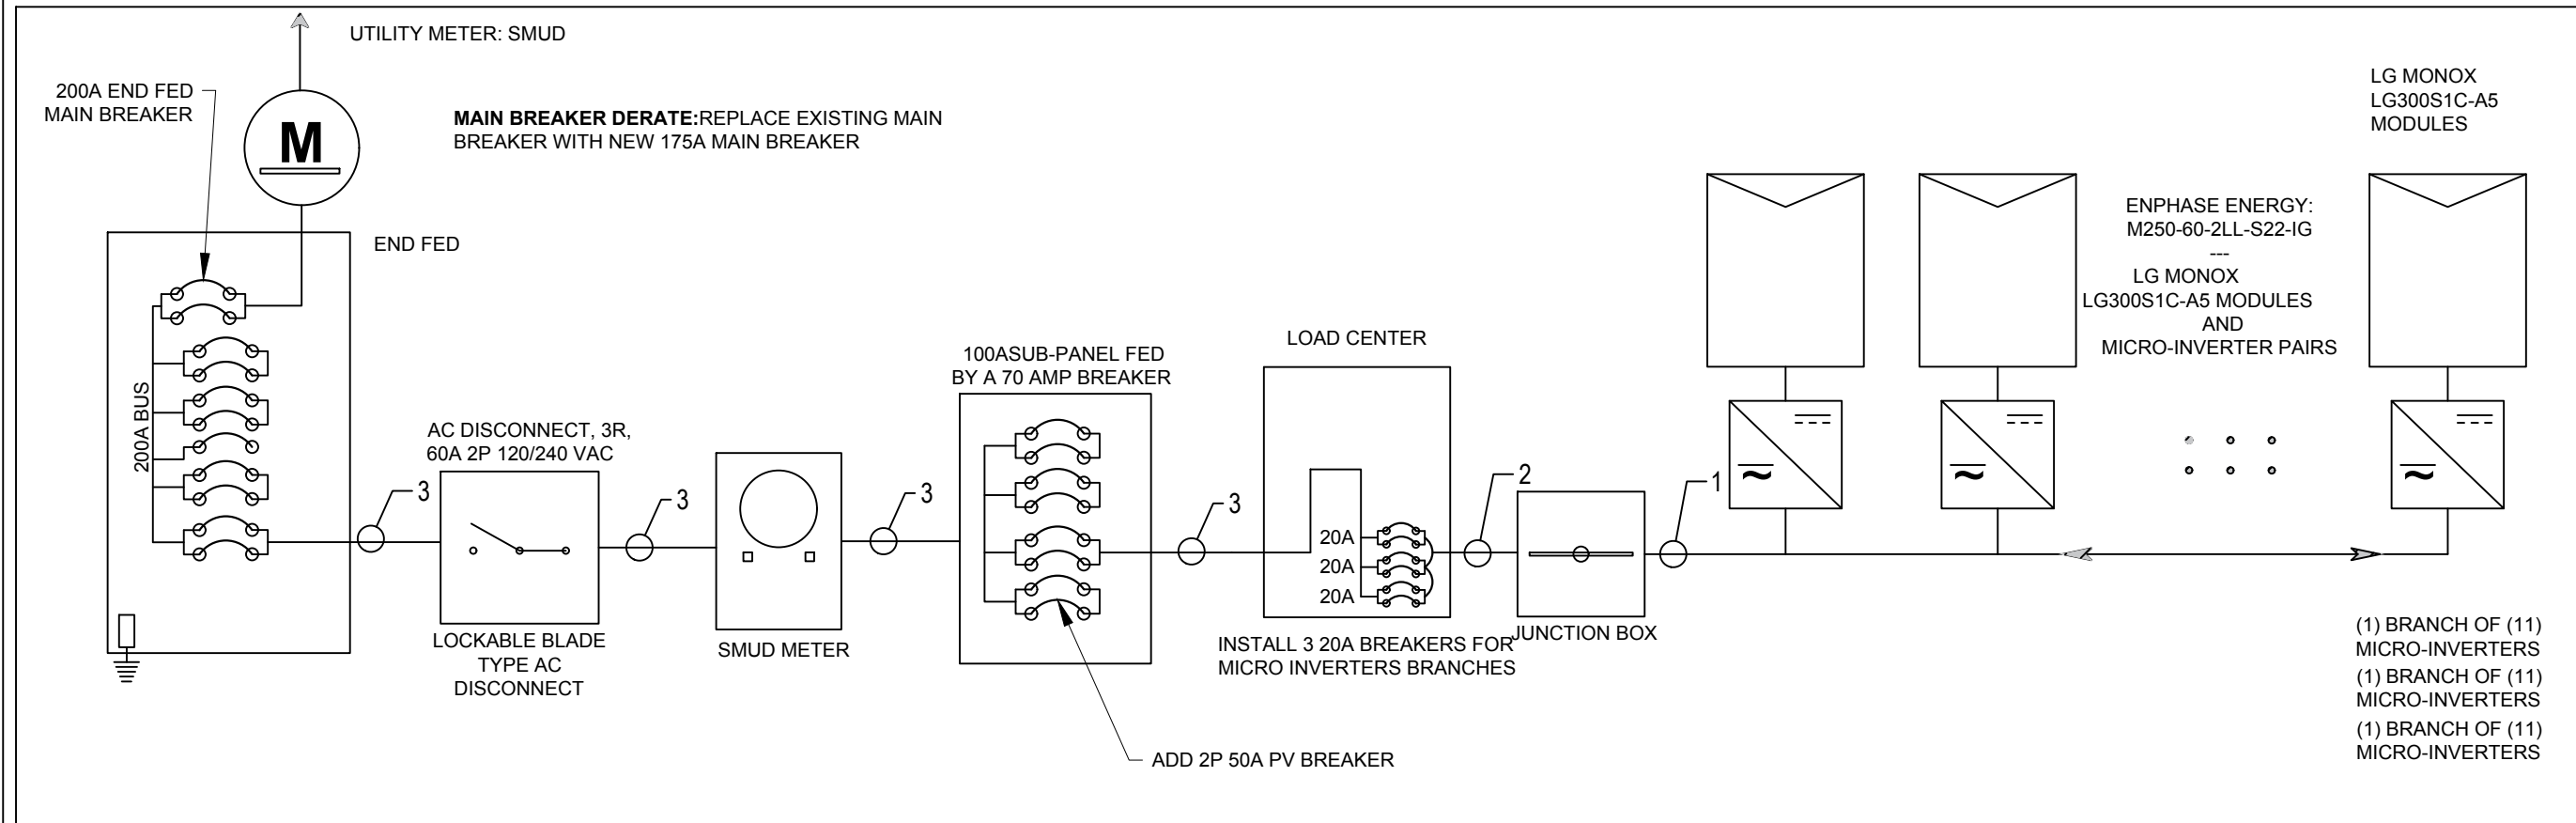 UTILITY METER: SMUD
200A END FED
MAIN BREAKER
M
MAIN BREAKER DERATE:REPLACE EXISTING MAIN
BREAKER WITH NEW 175A MAIN BREAKER
END FED
200A BUS
3
AC DISCONNECT, 3R,
60A 2P 120/240 VAC
LOCKABLE BLADE
TYPE AC
DISCONNECT
3
SMUD METER
3
100ASUB-PANEL FED
BY A 70 AMP BREAKER
ADD 2P 50A PV BREAKER
3
LOAD CENTER
20A
20A
20A
INSTALL 3 20A BREAKERS FOR
MICRO INVERTERS BRANCHES
2
JUNCTION BOX
1
LG MONOX
LG300S1C-A5
MODULES
ENPHASE ENERGY:
M250-60-2LL-S22-IG
---
LG MONOX
LG300S1C-A5 MODULES
AND
MICRO-INVERTER PAIRS
(1) BRANCH OF (11)
MICRO-INVERTERS
(1) BRANCH OF (11)
MICRO-INVERTERS
(1) BRANCH OF (11)
MICRO-INVERTERS